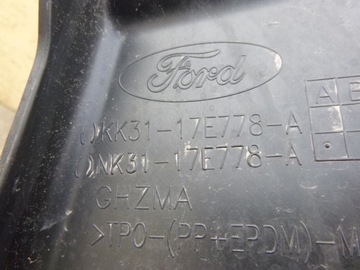 Ford
A B
( )KK31-17E778-A
( )NK31-17E778-A
GHZMA
>TPO-(PP+EPDM)-M